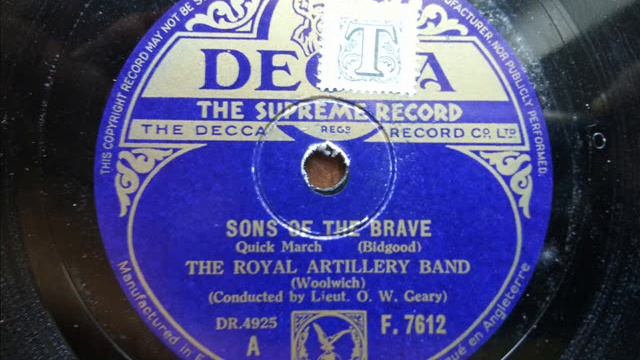 THIS COPYRIGHT RECORD MAY NOT BE
MANUFACTURER, NOR PUBLICLY PERFORMED.
T
DE A
THE SUPREME RECORD
THE DECCA REGD RECORD CO, LTD
SONS OF THE BRAVE
Quick March (Bidgood)
THE ROYAL ARTILLERY BAND
(Woolwich)
(Conducted by Lieut. O. W. Geary)
DR.4925 F. 7612
A
Manufactured in
en Angleterre